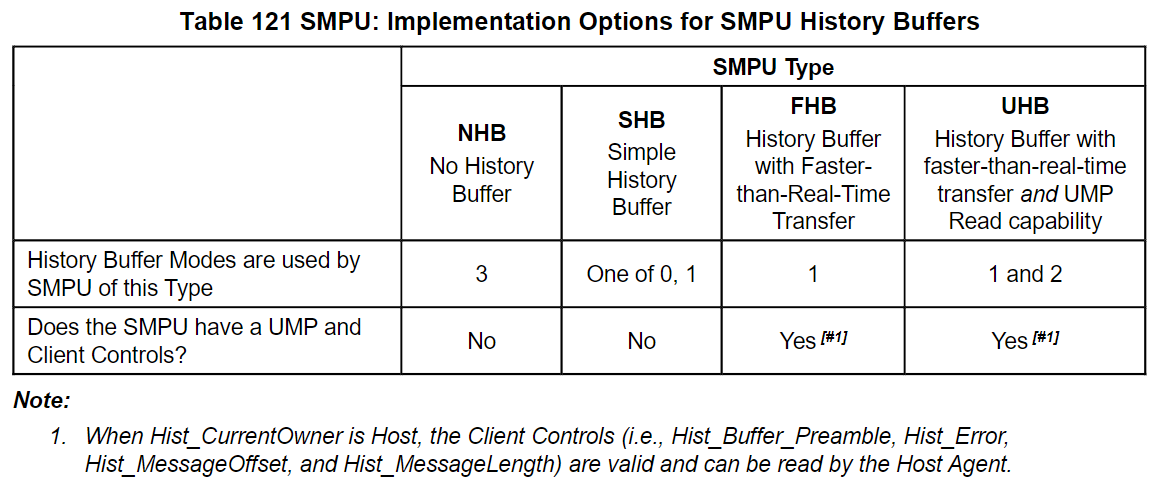 Table 121 SMPU: Implementation Options for SMPU History Buffers
SMPU Type
NHB
No History
Buffer
SHB
Simple
History
Buffer
FHB
History Buffer
with Faster-
than-Real-Time
Transfer
UHB
History Buffer with
faster-than-real-time
transfer and UMP
Read capability
History Buffer Modes are used by
SMPU of this Type
3
One of 0, 1
1
1 and 2
Does the SMPU have a UMP and
Client Controls?
No
No
Yes [#1]
Yes [#1]
Note:
1. When Hist_CurrentOwner is Host, the Client Controls (i.e., Hist_Buffer_Preamble, Hist_Error,
Hist_MessageOffset, and Hist_MessageLength) are valid and can be read by the Host Agent.